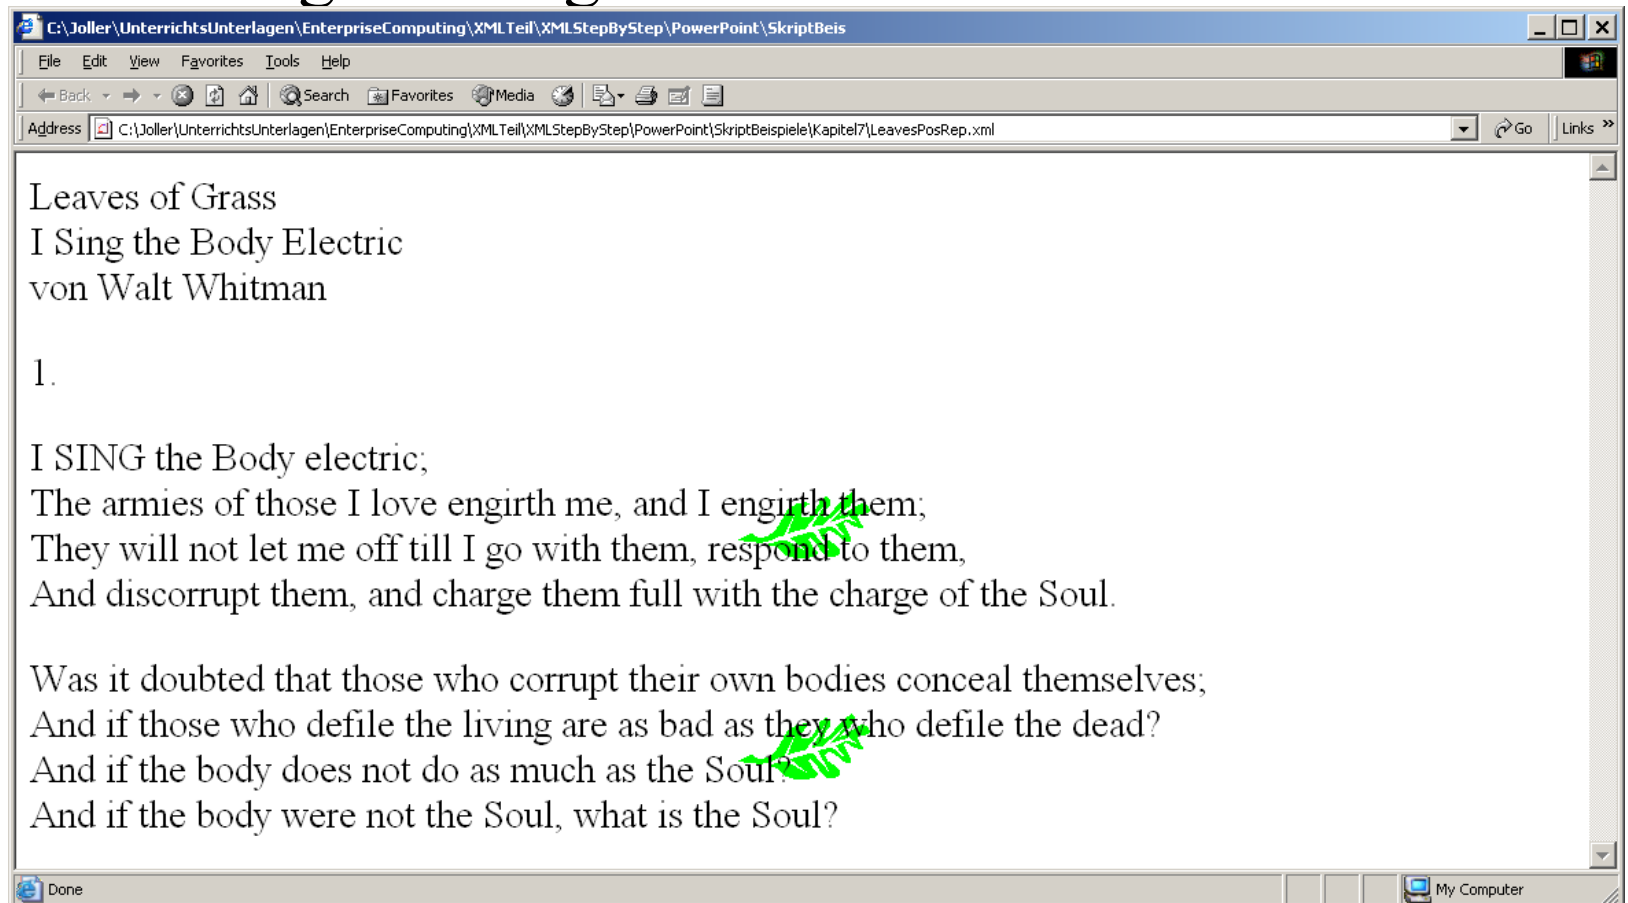 C:\Joller\UnterrichtsUnterlagen\EnterpriseComputing\XMLTeil\XMLStepByStep\PowerPoint\SkriptBeis
File Edit View Favorites Tools Help
Back Search Favorites Media
Address C:\Joller\UnterrichtsUnterlagen\EnterpriseComputing\XMLTeil\XMLStepByStep\PowerPoint\SkriptBeispiele\Kapitel7\LeavesPosRep.xml Go Links »
Leaves of Grass
I Sing the Body Electric
von Walt Whitman
1.
I SING the Body electric;
The armies of those I love engirth me, and I engirth them;
They will not let me off till I go with them, respond to them,
And discorrupt them, and charge them full with the charge of the Soul.
Was it doubted that those who corrupt their own bodies conceal themselves;
And if those who defile the living are as bad as they who defile the dead?
And if the body does not do as much as the Soul?
And if the body were not the Soul, what is the Soul?
Done My Computer